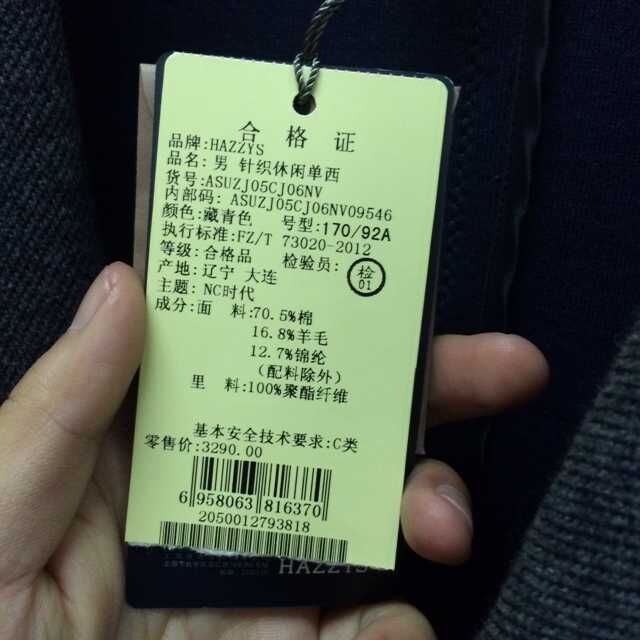 合格证
品牌:HAZZYS
品名: 男 针织休闲单西
货号:ASUZJ05CJ06NV
内部码: ASUZJ05CJ06NV09546
颜色:藏青色 号型:170/92A
执行标准:FZ/T 73020-2012
等级:合格品 检验员: 检 01
产地:辽宁 大连
主题: NC时代
成分:面 料:70.5%棉
16.8%羊毛
12.7%锦纶
(配料除外)
里 料:100%聚酯纤维
基本安全技术要求:C类
零售价:3290.00
6 958063 816370
2050012793818
HAZZYS